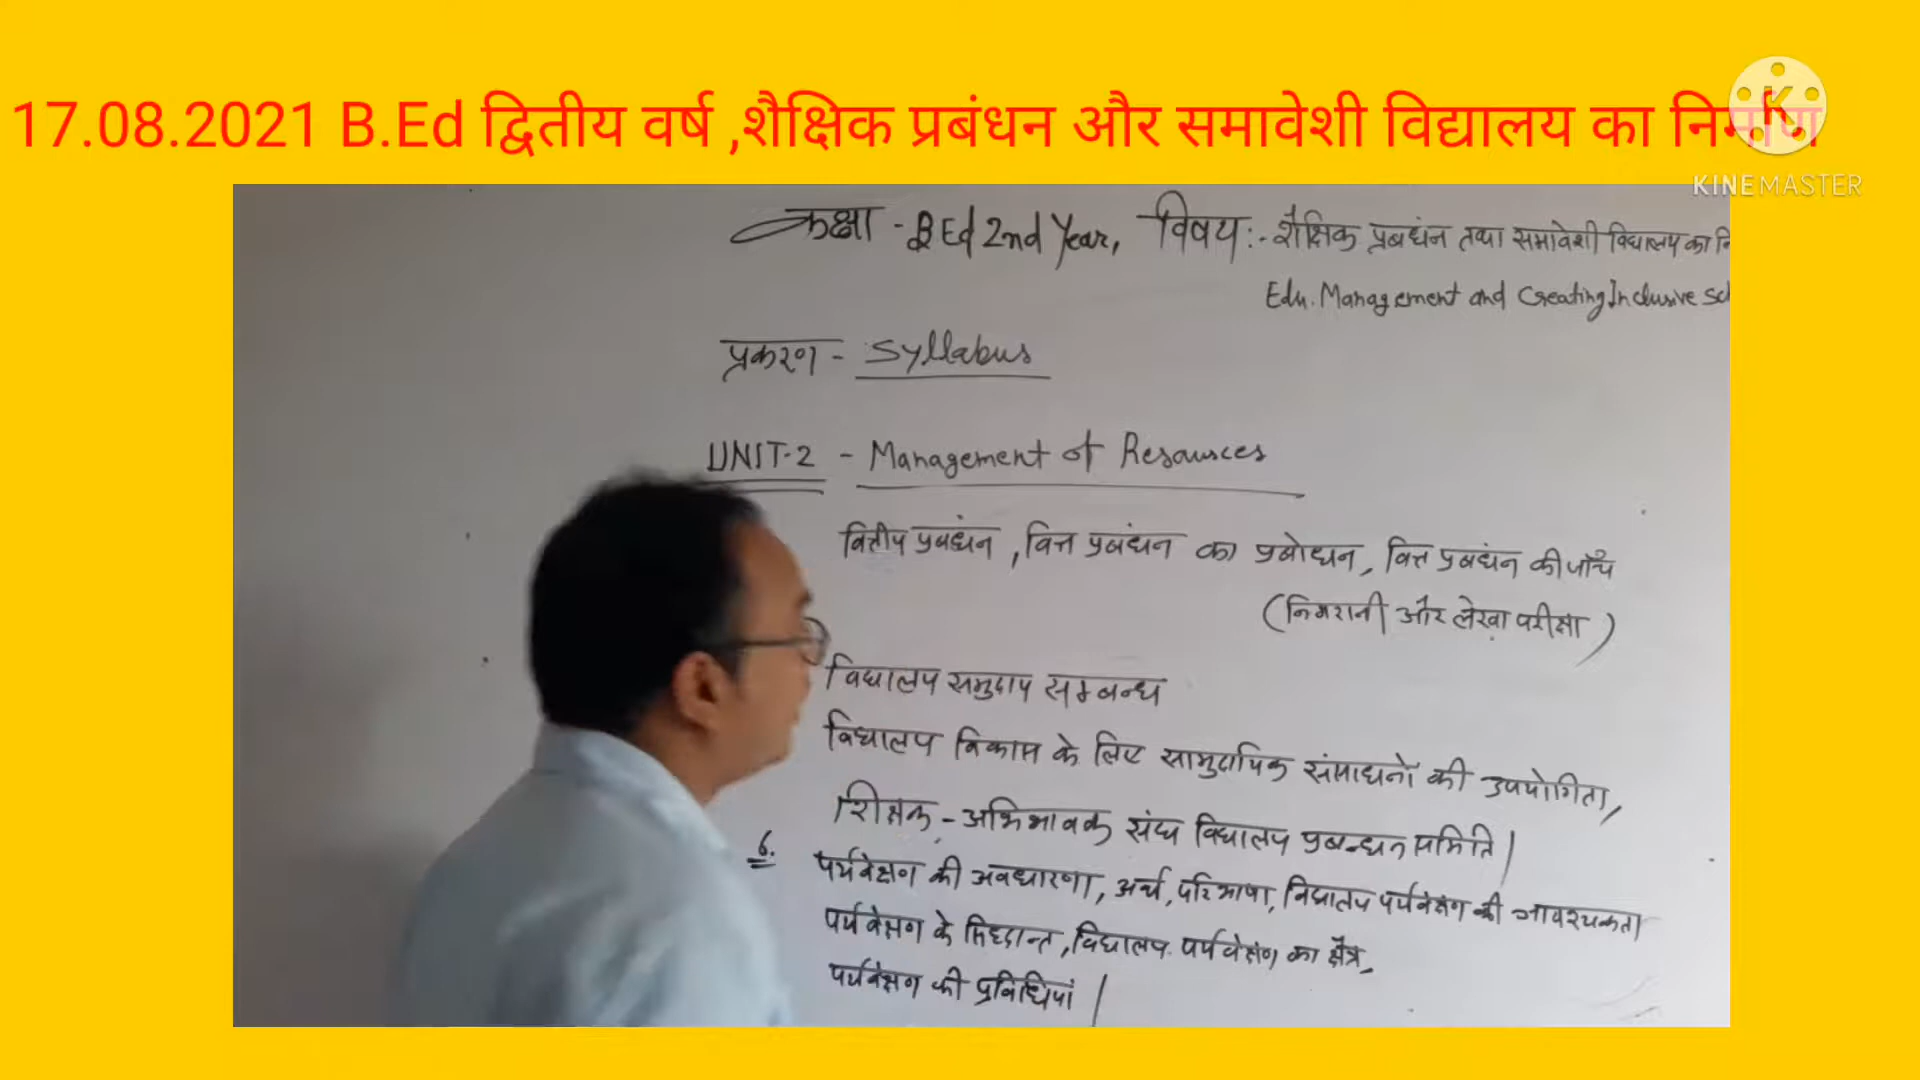 17.08.2021 B.Ed द्वितीय वर्ष ,शैक्षिक प्रबंधन और समावेशी विद्यालय का निर्माण
KINEMASTER
कक्षा - B Ed 2nd Year, विषय :- शैक्षिक प्रबधंन तथा समावेशी विद्यालय का नि
Edu. Management and Creating Inclusive Sc
प्रकरण - Syllabus
UNIT-2 - Management of Resources
वित्तीय प्रबधंन , वित्त प्रबंधन का प्रबोधन, वित्त प्रबंधन की जाँच
(निगरानी और लेखा परीक्षा)
विद्यालय समुदाय सम्बन्ध
विद्यालय विकास के लिए सामुदायिक संसाधनों की उपयोगिता,
शिक्षक - अभिभावक संघ विद्यालय प्रबन्धन समिति।
6. पर्यवेक्षण की अवधारणा, अर्थ, परिभाषा, विद्यालय पर्यवेक्षण की आवश्यकता
पर्यवेक्षण के सिद्धान्त, विद्यालय पर्यवेक्षण का क्षेत्र,
पर्यवेक्षण की प्रविधियां।